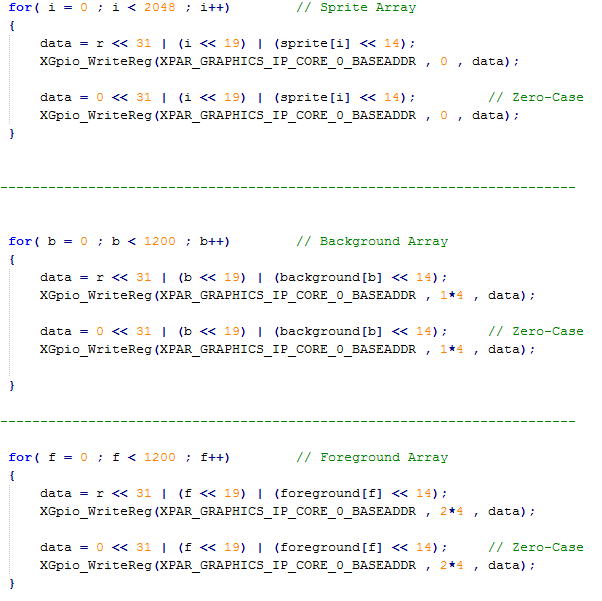 for( i = 0 ; i < 2048 ; i++)        // Sprite Array
{
    data = r << 31 | (i << 19) | (sprite[i] << 14);
    XGpio_WriteReg(XPAR_GRAPHICS_IP_CORE_0_BASEADDR , 0 , data);
    data = 0 << 31 | (i << 19) | (sprite[i] << 14);         // Zero-Case
    XGpio_WriteReg(XPAR_GRAPHICS_IP_CORE_0_BASEADDR , 0 , data);
}
------------------------------------------------------------------------
for( b = 0 ; b < 1200 ; b++)        // Background Array
{
    data = r << 31 | (b << 19) | (background[b] << 14);
    XGpio_WriteReg(XPAR_GRAPHICS_IP_CORE_0_BASEADDR , 1*4 , data);
    data = 0 << 31 | (b << 19) | (background[b] << 14);     // Zero-Case
    XGpio_WriteReg(XPAR_GRAPHICS_IP_CORE_0_BASEADDR , 1*4 , data);
}
------------------------------------------------------------------------
for( f = 0 ; f < 1200 ; f++)        // Foreground Array
{
    data = r << 31 | (f << 19) | (foreground[f] << 14);
    XGpio_WriteReg(XPAR_GRAPHICS_IP_CORE_0_BASEADDR , 2*4 , data);
    data = 0 << 31 | (f << 19) | (foreground[f] << 14);     // Zero-Case
    XGpio_WriteReg(XPAR_GRAPHICS_IP_CORE_0_BASEADDR , 2*4 , data);
}